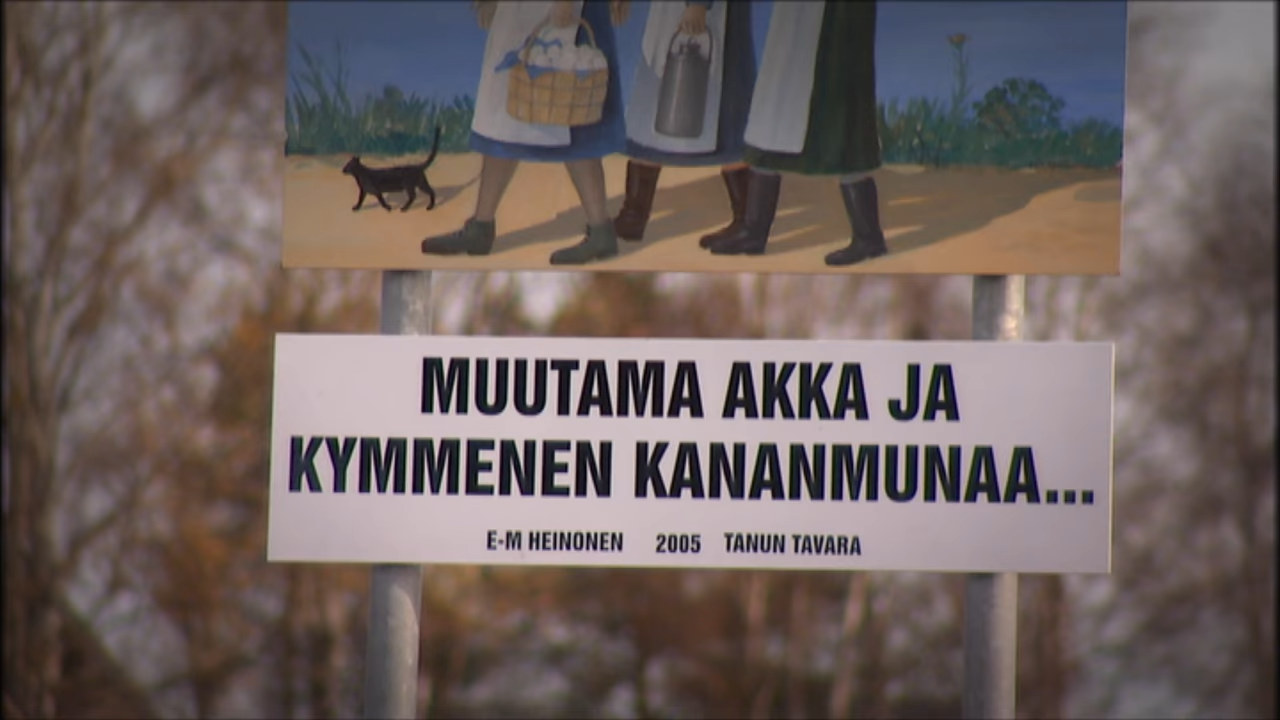 MUUTAMA AKKA JA
KYMMENEN KANANMUNAA...
E-M HEINONEN 2005 TANUN TAVARA